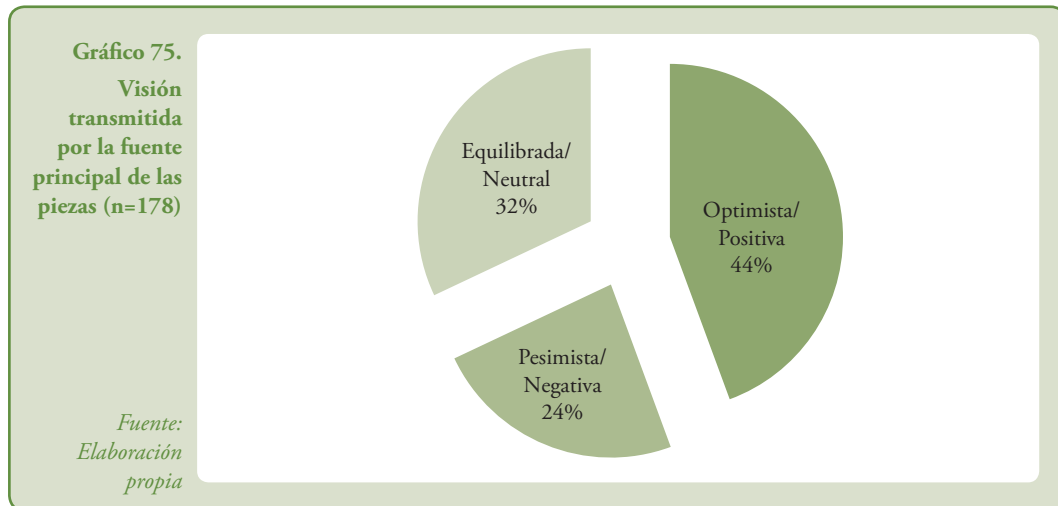 Gráfico 75.
Visión
transmitida
por la fuente
principal de las
piezas (n=178)
Equilibrada/
Neutral
32%
Optimista/
Positiva
44%
Pesimista/
Negativa
24%
Fuente:
Elaboración
propia